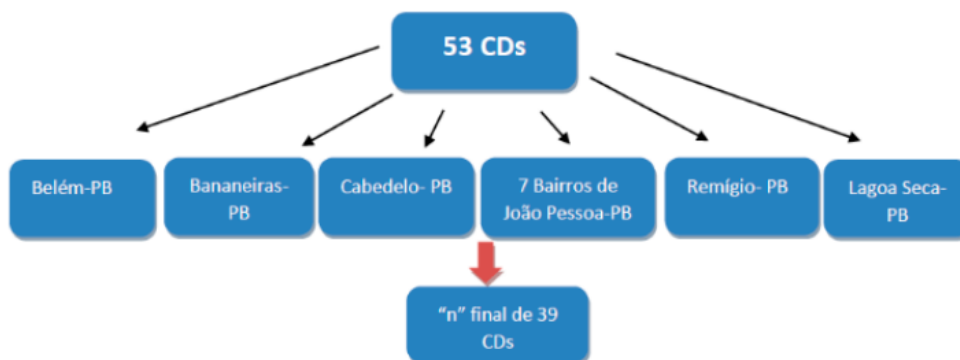 53 CDs
Belém-PB
Bananeiras-
PB
Cabedelo- PB
7 Bairros de
João Pessoa-PB
Remígio- PB
Lagoa Seca-
PB
“n” final de 39
CDs